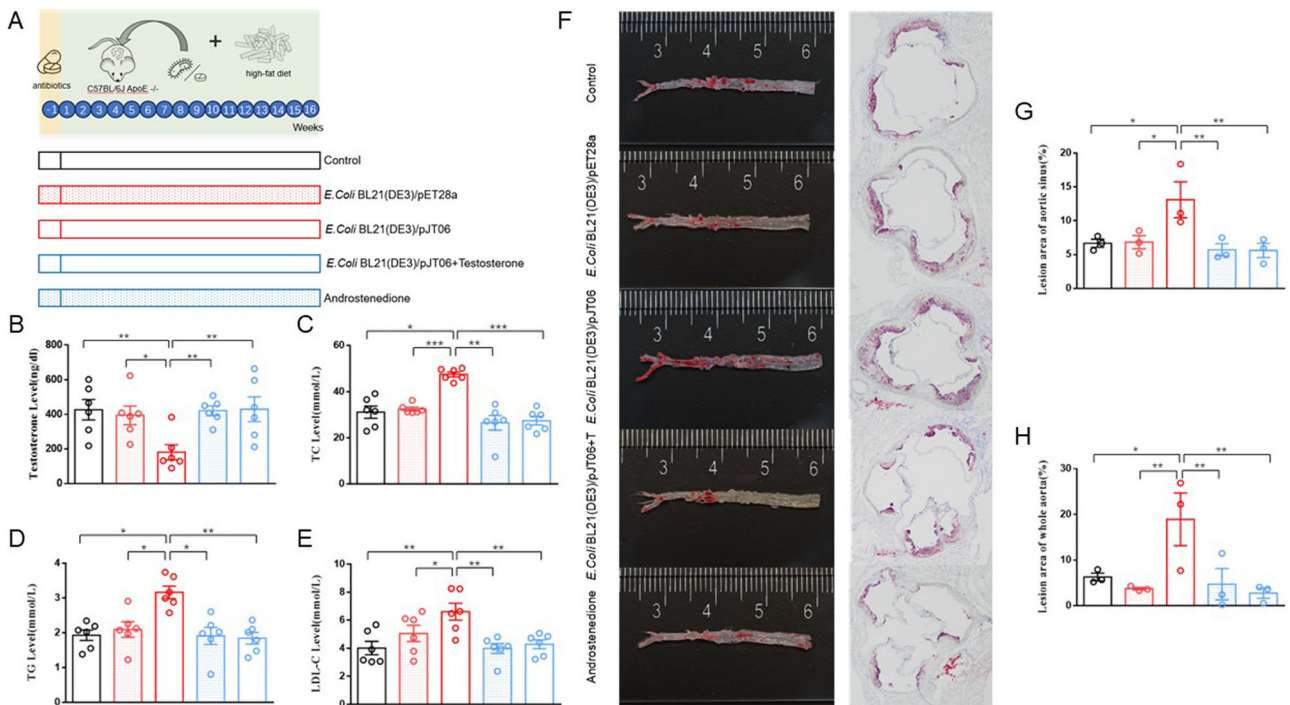 A
antibiotics
C57BL/6J ApoE -/-
+
high-fat diet
-1 1 2 3 4 5 6 7 8 9 10 11 12 13 14 15 16
Weeks
Control
E.Coli BL21(DE3)/pET28a
E.Coli BL21(DE3)/pJT06
E.Coli BL21(DE3)/pJT06+Testosterone
Androstenedione
B
Testosterone Level(ng/dl)
800
600
400
200
0
** **
* **
C
TC Level(mmol/L)
60
40
20
0
* ***
*** **
D
TG Level(mmol/L)
4
3
2
1
0
* **
* *
E
LDL-C Level(mmol/L)
10
8
6
4
2
0
** **
* **
F
Control
3 4 5 6
E.Coli BL21(DE3)/pET28a
3 4 5 6
E.Coli BL21(DE3)/pJT06
3 4 5 6
E.Coli BL21(DE3)/pJT06+T
3 4 5 6
Androstenedione
3 4 5 6
G
Lesion area of aortic sinus(%)
20
15
10
5
0
* **
* **
H
Lesion area of whole aorta(%)
30
20
10
0
* **
** **